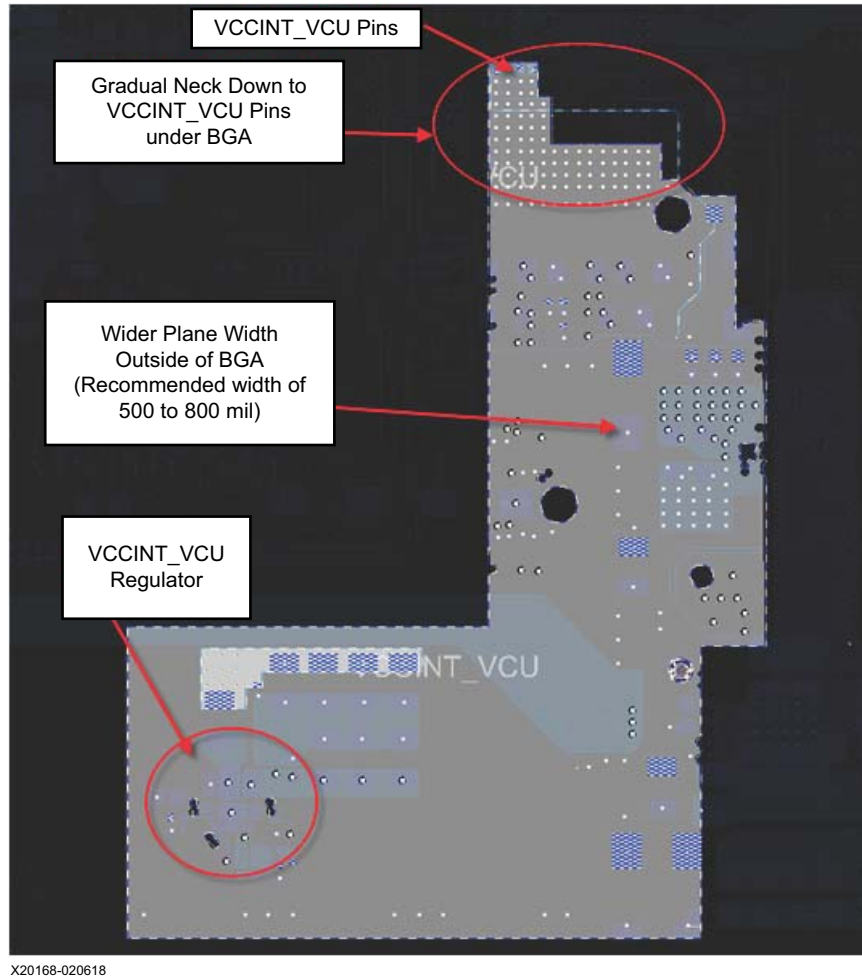 VCCINT_VCU Pins
Gradual Neck Down to
VCCINT_VCU Pins
under BGA
VCU
Wider Plane Width
Outside of BGA
(Recommended width of
500 to 800 mil)
VCCINT_VCU
Regulator
VCCINT_VCU
X20168-020618